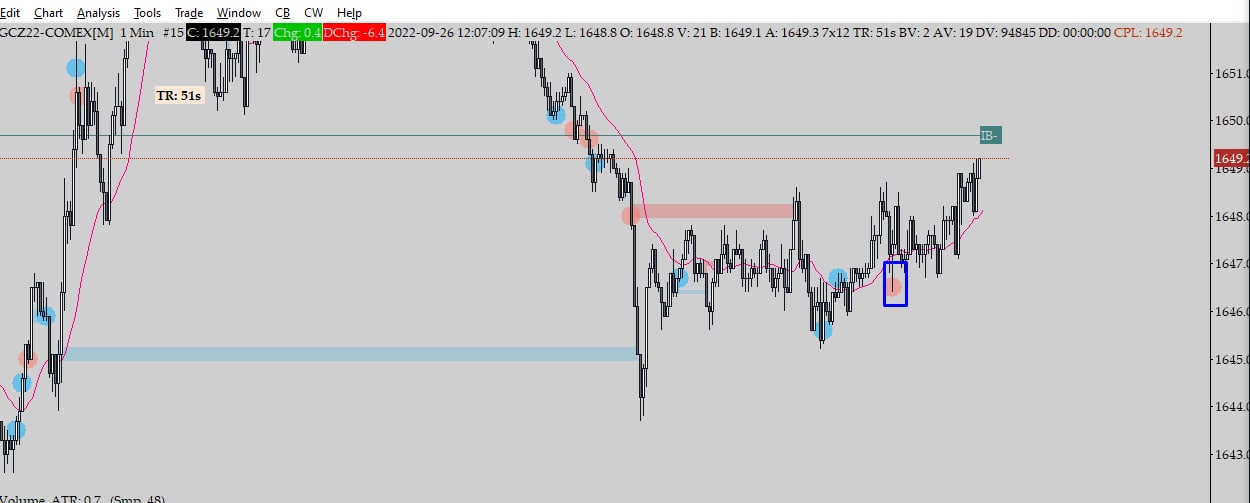 Edit Chart Analysis Tools Trade Window CB CW Help
GCZ22-COMEX[M] 1 Min #15 C: 1649.2 T: 17 Chg: 0.4 DChg: -6.4 2022-09-26 12:07:09 H: 1649.2 L: 1648.8 O: 1648.8 V: 21 B: 1649.1 A: 1649.3 7x12 TR: 51s BV: 2 AV: 19 DV: 94845 DD: 00:00:00 CPL: 1649.2
1651.0
TR: 51s
1650.0
IB-
1649.2
1649.0
1648.0
1647.0
1646.0
1645.0
1644.0
1643.0
Volume ATR: 0.7 (Smp 48)